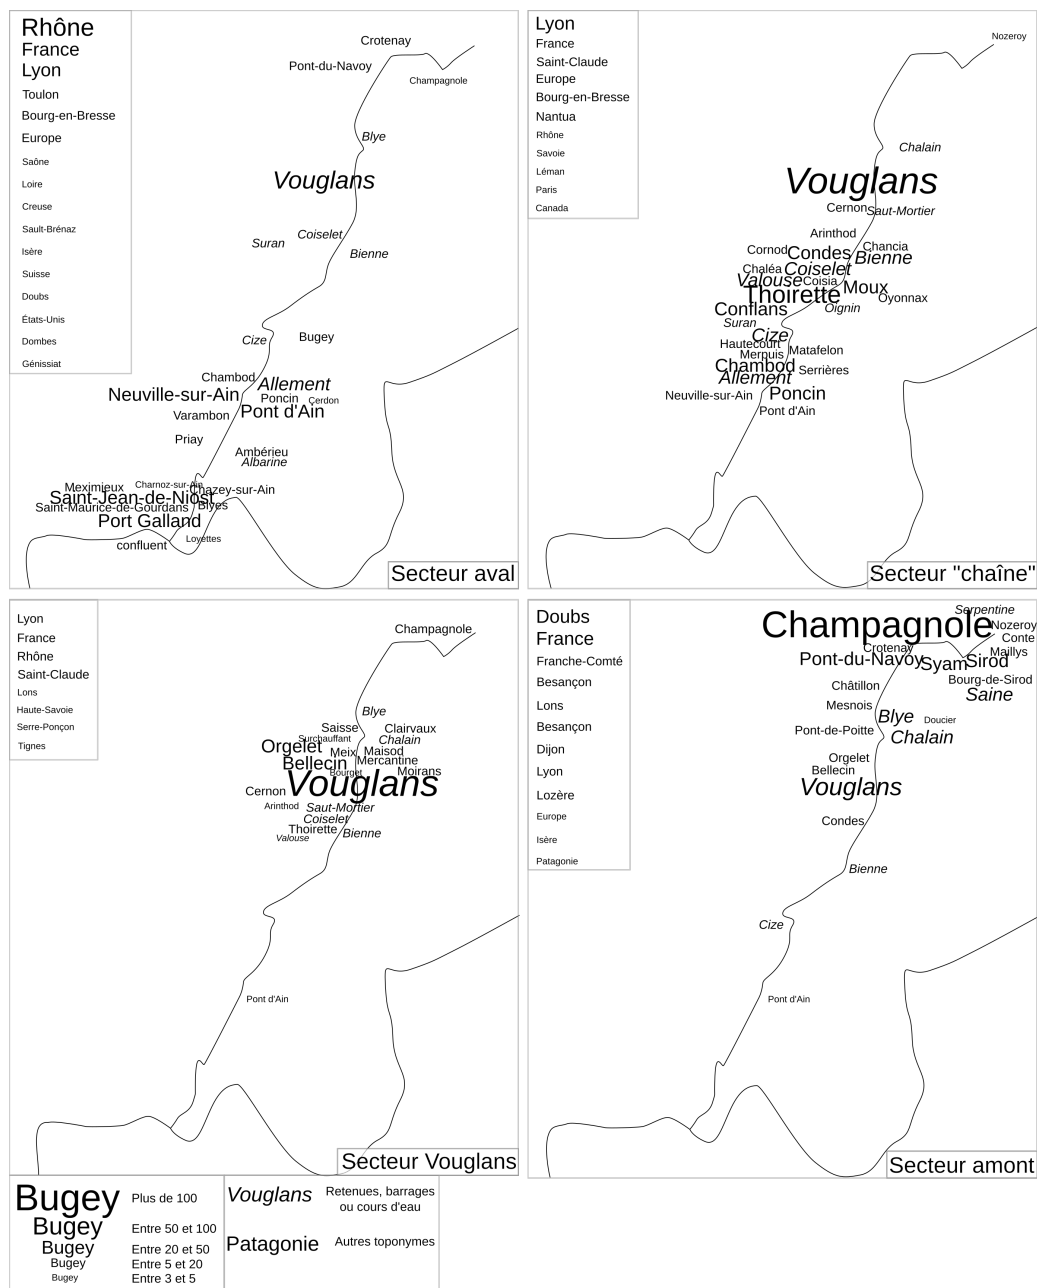 Rhône
France
Lyon
Toulon
Bourg-en-Bresse
Europe
Saône
Loire
Creuse
Sault-Brénaz
Isère
Suisse
Doubs
États-Unis
Dombes
Génissiat
Crotenay
Pont-du-Navoy
Champagnole
Blye
Vouglans
Coiselet
Suran
Bienne
Cize
Bugey
Chambod
Allement
Neuville-sur-Ain
Poncin
Cerdon
Varambon
Pont d'Ain
Priay
Ambérieu
Albarine
Meximieux
Charnoz-sur-Ain
Chazey-sur-Ain
Saint-Jean-de-Niost
Saint-Maurice-de-Gourdans
Blyes
Port Galland
Loyettes
confluent
Secteur aval
Lyon
France
Saint-Claude
Europe
Bourg-en-Bresse
Nantua
Rhône
Savoie
Léman
Paris
Canada
Nozeroy
Chalain
Vouglans
Cernon
Saut-Mortier
Arinthod
Cornod
Condes
Chancia
Bienne
Chaléa
Coiselet
Valouse
Coisia
Moux
Thoirette
Oyonnax
Conflans
Oignin
Suran
Cize
Hautecourt
Merpuis
Matafelon
Chambod
Serrières
Allement
Neuville-sur-Ain
Poncin
Pont d'Ain
Secteur "chaîne"
Lyon
France
Rhône
Saint-Claude
Lons
Haute-Savoie
Serre-Ponçon
Tignes
Champagnole
Blye
Saisse
Clairvaux
Surchauffant
Chalain
Orgelet
Meix
Maisod
Bellecin
Mercantine
Bourget
Moirans
Vouglans
Cernon
Arinthod
Saut-Mortier
Coiselet
Thoirette
Bienne
Valouse
Pont d'Ain
Secteur Vouglans
Doubs
France
Franche-Comté
Besançon
Lons
Besançon
Dijon
Lyon
Lozère
Europe
Isère
Patagonie
Serpentine
Champagnole
Nozeroy
Conte
Crotenay
Maillys
Pont-du-Navoy
Syam
Sirod
Châtillon
Bourg-de-Sirod
Saine
Mesnois
Blye
Doucier
Pont-de-Poitte
Chalain
Orgelet
Bellecin
Vouglans
Condes
Bienne
Cize
Pont d'Ain
Secteur amont
Bugey Plus de 100
Bugey Entre 50 et 100
Bugey Entre 20 et 50
Bugey Entre 5 et 20
Bugey Entre 3 et 5
Vouglans Retenues, barrages
ou cours d'eau
Patagonie Autres toponymes